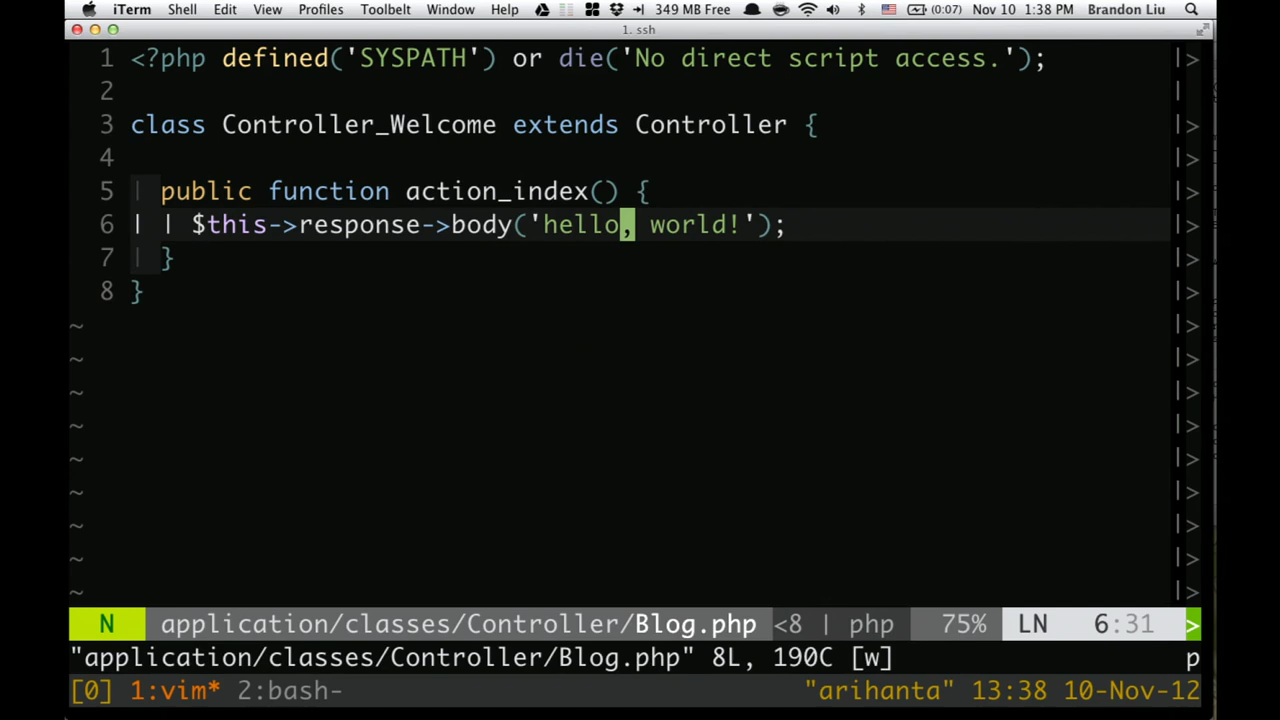 iTerm Shell Edit View Profiles Toolbelt Window Help 349 MB Free (0:07) Nov 10 1:38 PM Brandon Liu
1. ssh
1 <?php defined('SYSPATH') or die('No direct script access.'); |>
2 |
3 class Controller_Welcome extends Controller { |>
4 |>
5 | public function action_index() { |>
6 | | $this->response->body('hello, world!'); |>
7 | } |>
8 } |>
~ |>
~ |>
~ |>
~ |>
~ |>
~ |>
~ |>
~ |>
~ |>
N application/classes/Controller/Blog.php <8 | php 75% LN 6:31 >
"application/classes/Controller/Blog.php" 8L, 190C [w] p
[0] 1:vim* 2:bash- "arihanta" 13:38 10-Nov-12